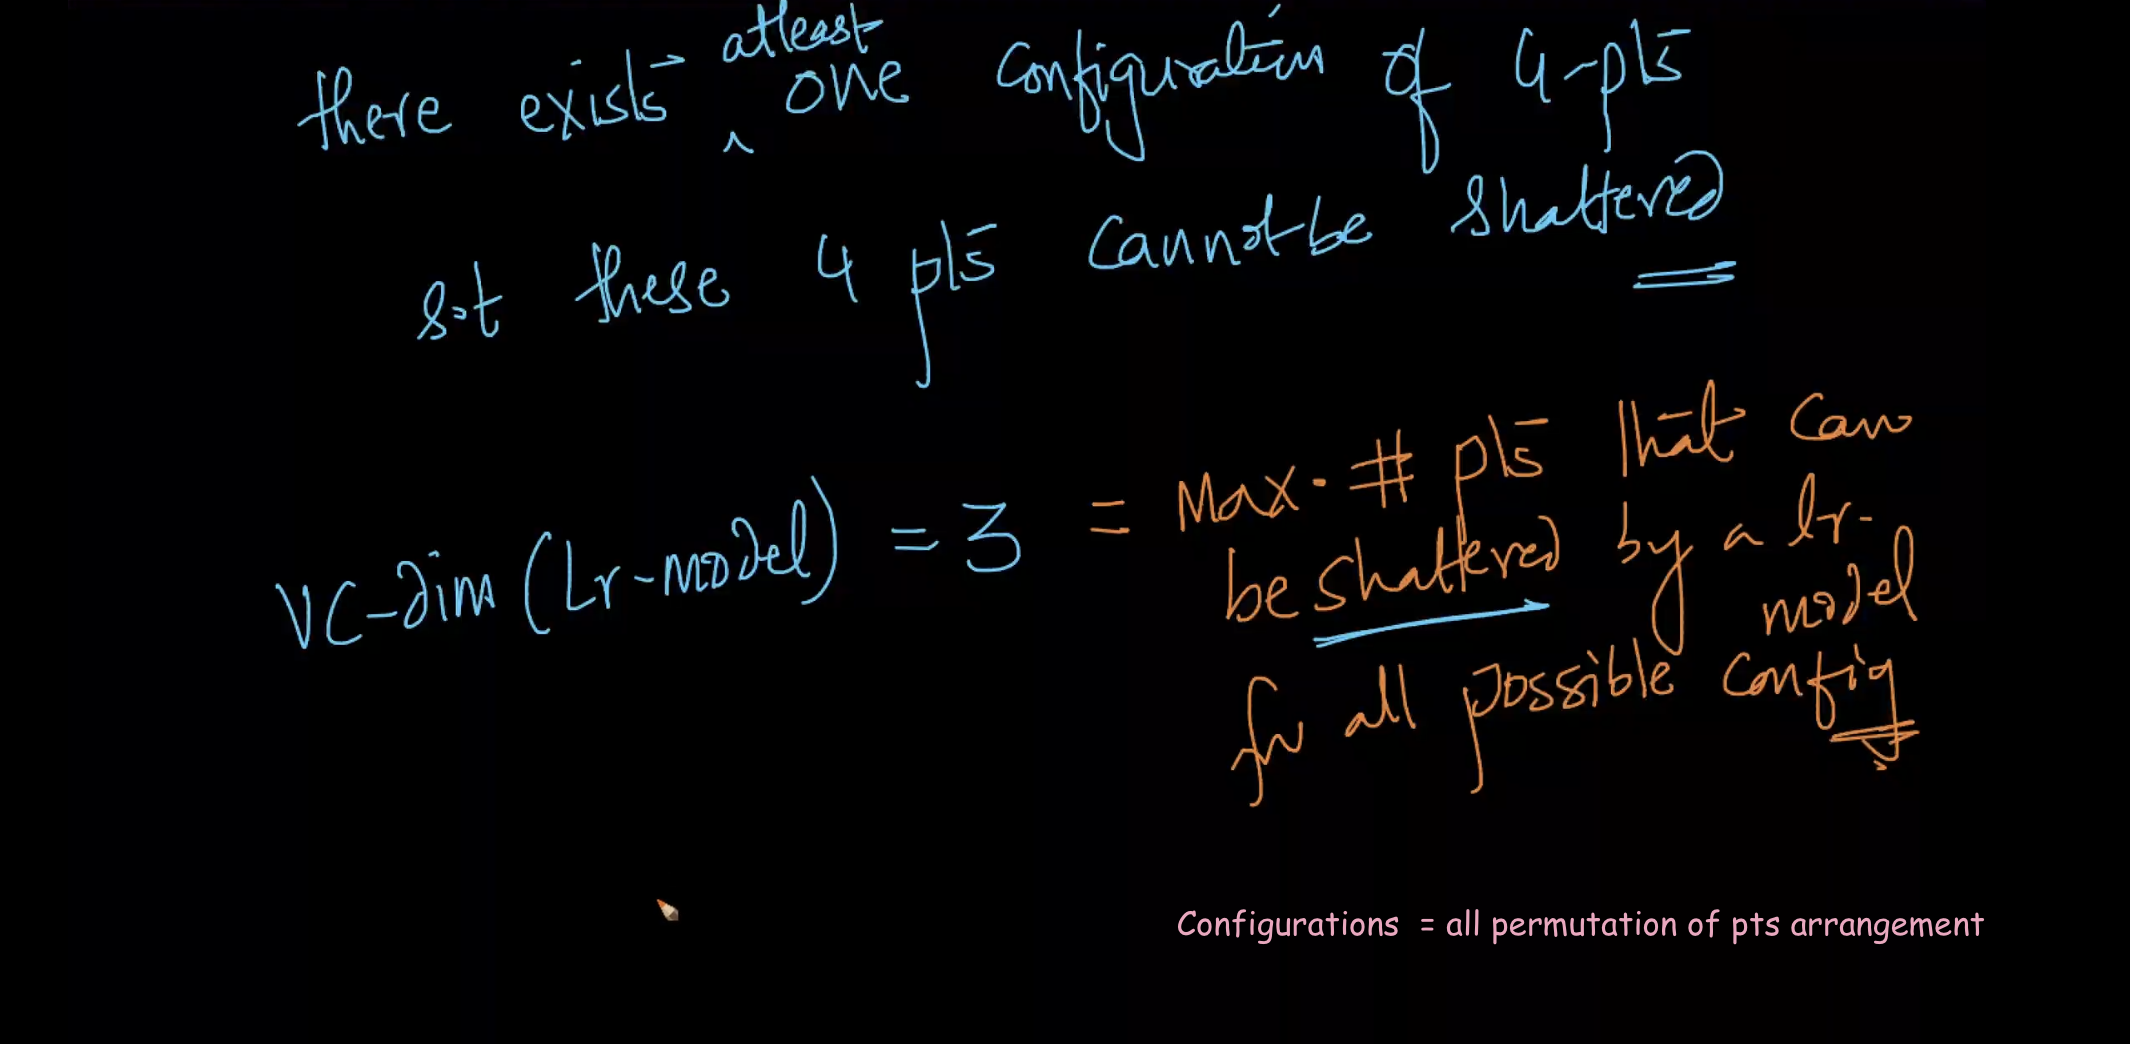 there exists atleast one configuration of 4-pts
s.t these 4 pts cannot be shattered
VC-dim (Lr-model) = 3 = Max. # pts that can
be shattered by a lr-
model
for all possible config
Configurations = all permutation of pts arrangement